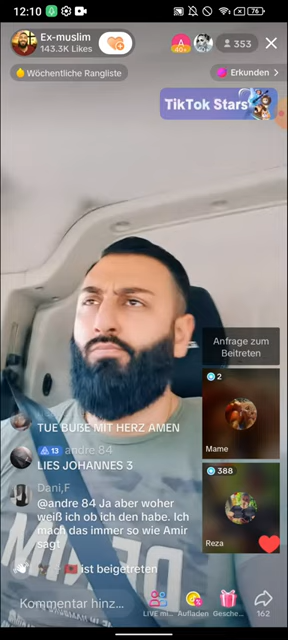 12:10
76
Ex-muslim
143.3K Likes
40+
353
Wöchentliche Rangliste
Erkunden >
TikTok Stars
Anfrage zum
Beitreten
2
Mame
388
Reza
TUE BUßE MIT HERZ AMEN
13 andre 84
LIES JOHANNES 3
Dani,F
@andre 84 Ja aber woher
weiß ich ob ich den habe. Ich
mach das immer so wie Amir
sagt
ist beigetreten
Kommentar hinz...
LIVE mi...
Aufladen
Gesche...
162